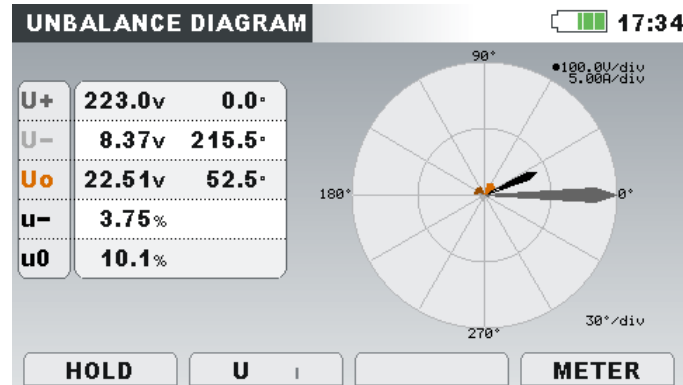 UNBALANCE DIAGRAM 17:34
90°
●100.0V/div
5.00A/div
U+ 223.0v 0.0°
U− 8.37v 215.5°
Uo 22.51v 52.5°
u− 3.75%
u0 10.1%
180°
0°
270°
30°/div
HOLD U I METER